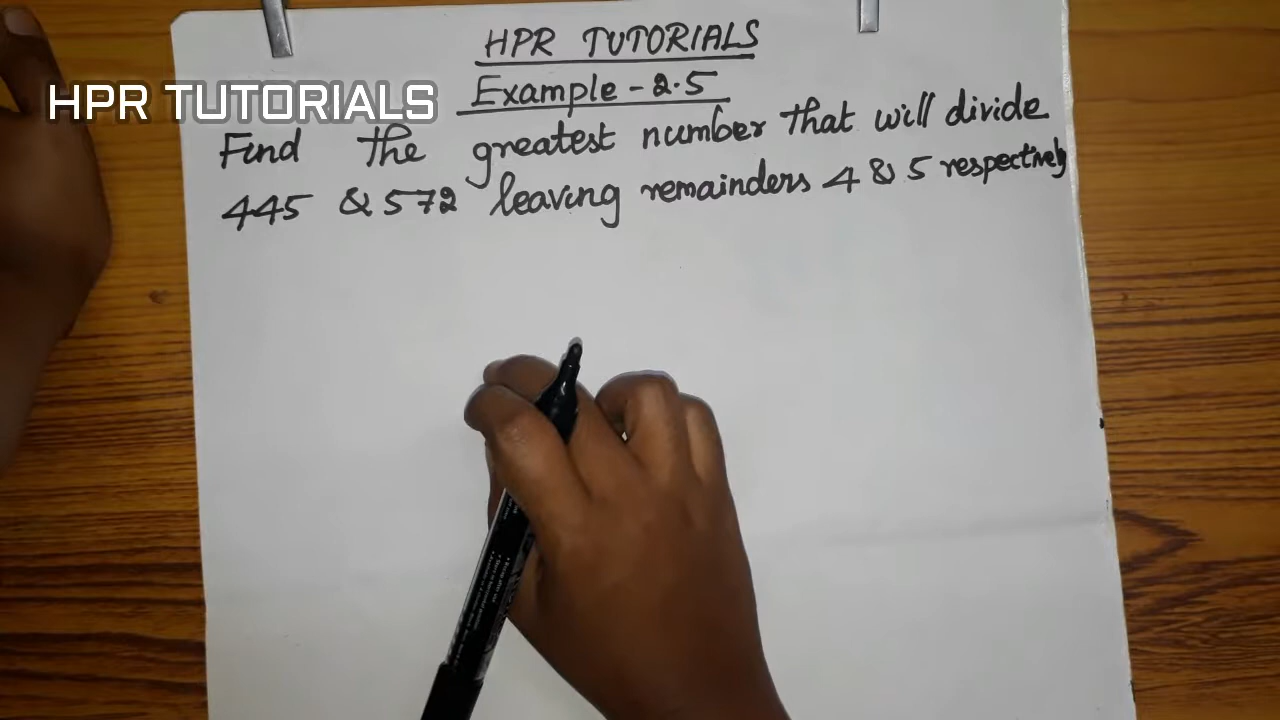 HPR TUTORIALS
HPR TUTORIALS
Example - 2.5
Find the greatest number that will divide
445 & 572 leaving remainders 4 & 5 respectively